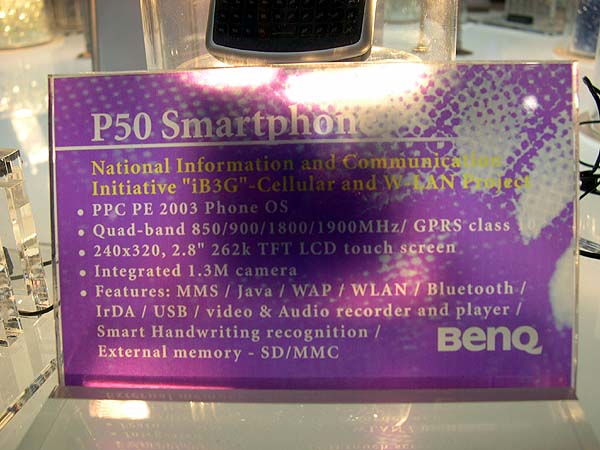 P50 Smartphone
National Information and Communication
Initiative "iB3G"-Cellular and W-LAN Project
• PPC PE 2003 Phone OS
• Quad-band 850/900/1800/1900MHz/ GPRS class 10
• 240x320, 2.8" 262k TFT LCD touch screen
• Integrated 1.3M camera
• Features: MMS / Java / WAP / WLAN / Bluetooth /
IrDA / USB / video & Audio recorder and player /
Smart Handwriting recognition /
External memory - SD/MMC
BenQ